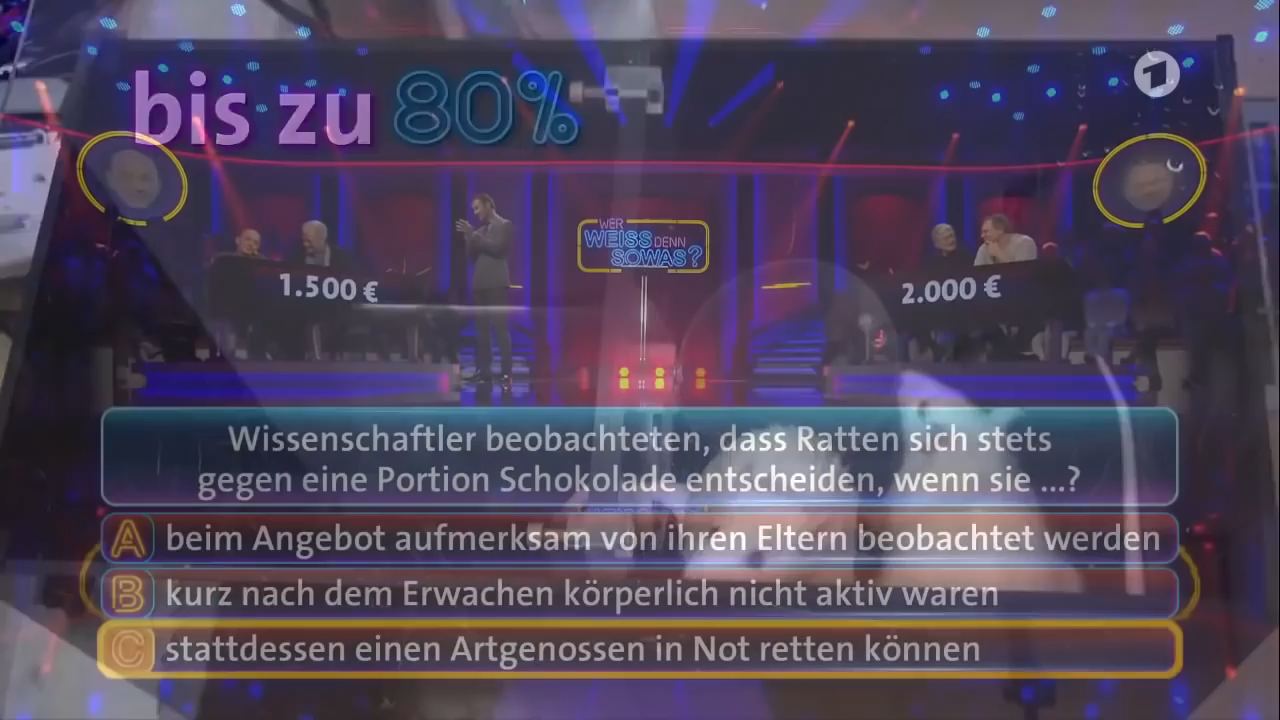 bis zu 80%
1
WER
WEISS DENN
SOWAS?
1.500 €
2.000 €
Wissenschaftler beobachteten, dass Ratten sich stets
gegen eine Portion Schokolade entscheiden, wenn sie ...?
A beim Angebot aufmerksam von ihren Eltern beobachtet werden
B kurz nach dem Erwachen körperlich nicht aktiv waren
C stattdessen einen Artgenossen in Not retten können